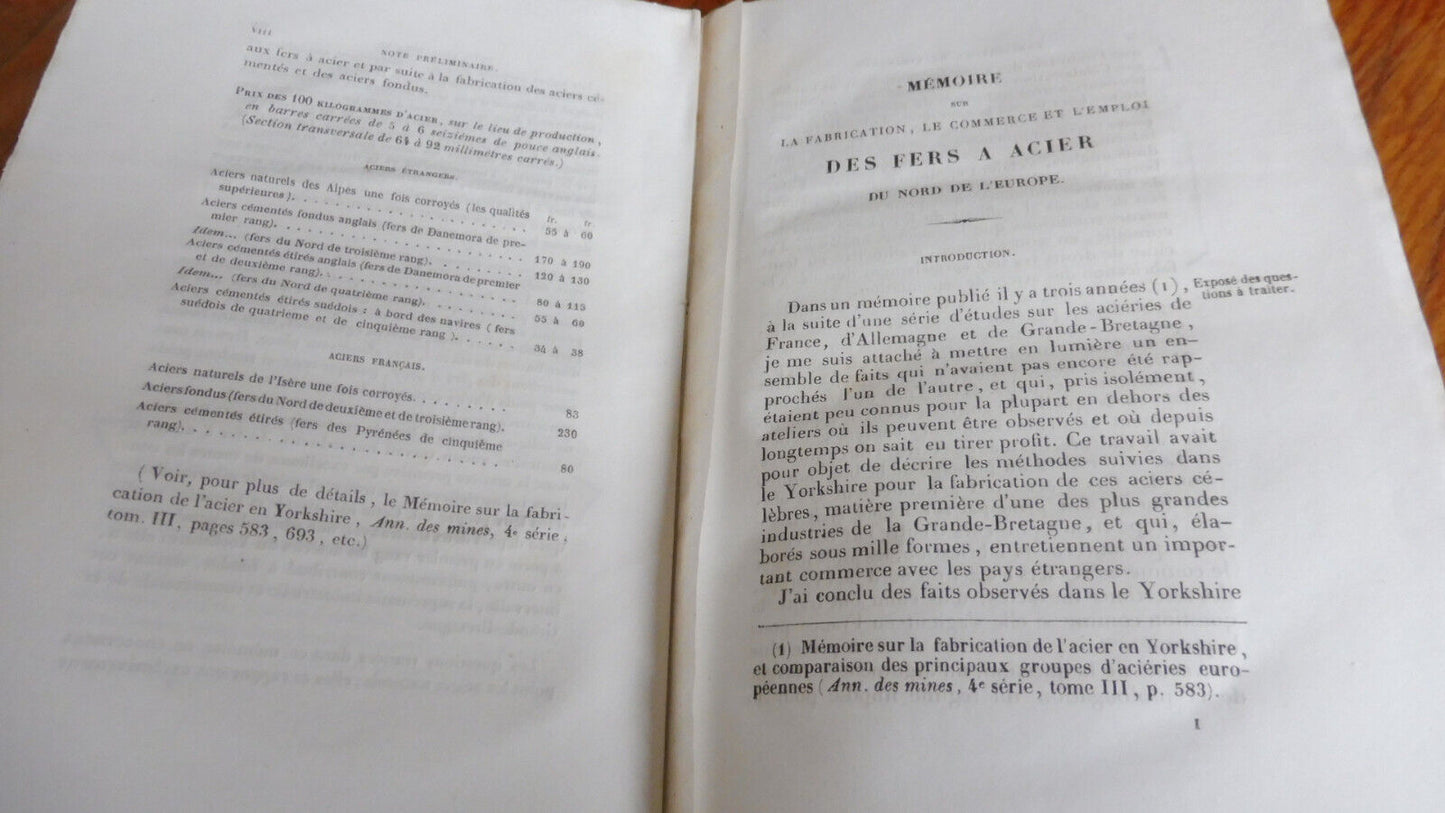 VIII
NOTE PRÉLIMINAIRE.
aux fers à acier et par suite à la fabrication des aciers cé-
mentés et des aciers fondus.
PRIX DES 100 KILOGRAMMES D'ACIER, sur le lieu de production,
en barres carrées de 5 à 6 seizièmes de pouce anglais.
(Section transversale de 64 à 92 millimètres carrés.)
ACIERS ÉTRANGERS.
fr. fr.
Aciers naturels des Alpes une fois corroyés (les qualités
supérieures). . . . . . . . . . . . . . . . . . . 55 à 60
Aciers cémentés fondus anglais (fers de Danemora de pre-
mier rang). . . . . . . . . . . . . . . . . . . . 170 à 190
Idem... (fers du Nord de troisième rang). . . . . . . . . 120 à 130
Aciers cémentés étirés anglais (fers de Danemora de premier
et de deuxième rang). . . . . . . . . . . . . . . 80 à 115
Idem... (fers du Nord de quatrième rang). . . . . . . . . 55 à 60
Aciers cémentés étirés suédois : à bord des navires (fers
suédois de quatrième et de cinquième rang ). . . . . . 34 à 38
ACIERS FRANÇAIS.
Aciers naturels de l'Isère une fois corroyés. . . . . . . . . 83
Aciers fondus (fers du Nord de deuxième et de troisième rang). 230
Aciers cémentés étirés (fers des Pyrénées de cinquième
rang). . . . . . . . . . . . . . . . . . . . . . 80
( Voir, pour plus de détails, le Mémoire sur la fabri-
cation de l'acier en Yorkshire, Ann. des mines, 4e série,
tom. III, pages 583, 693, etc.)
MÉMOIRE
SUR
LA FABRICATION, LE COMMERCE ET L'EMPLOI
DES FERS A ACIER
DU NORD DE L'EUROPE.
INTRODUCTION.
Exposé des ques-
tions à traiter.
Dans un mémoire publié il y a trois années (1),
à la suite d'une série d'études sur les aciéries de
France, d'Allemagne et de Grande-Bretagne,
je me suis attaché à mettre en lumière un en-
semble de faits qui n'avaient pas encore été rap-
prochés l'un de l'autre, et qui, pris isolément,
étaient peu connus pour la plupart en dehors des
ateliers où ils peuvent être observés et où depuis
longtemps on sait en tirer profit. Ce travail avait
pour objet de décrire les méthodes suivies dans
le Yorkshire pour la fabrication de ces aciers cé-
lèbres, matière première d'une des plus grandes
industries de la Grande-Bretagne, et qui, éla-
borés sous mille formes, entretiennent un impor-
tant commerce avec les pays étrangers.
J'ai conclu des faits observés dans le Yorkshire
(1) Mémoire sur la fabrication de l'acier en Yorkshire,
et comparaison des principaux groupes d'aciéries euro-
péennes (Ann. des mines, 4e série, tome III, p. 583).
1